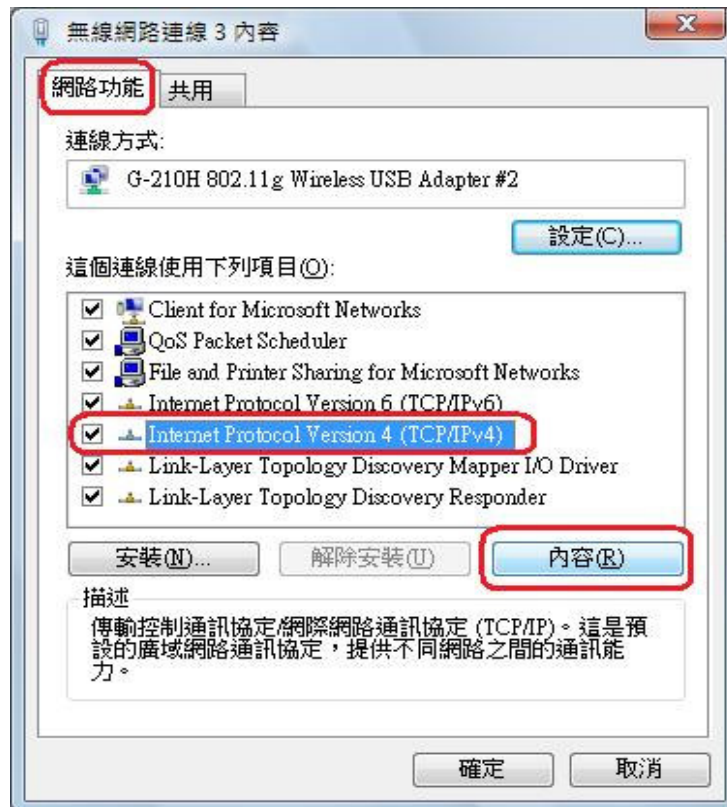 無線網路連線 3 內容
網路功能
共用
連線方式:
G-210H 802.11g Wireless USB Adapter #2
設定(C)...
這個連線使用下列項目(O):
Client for Microsoft Networks
QoS Packet Scheduler
File and Printer Sharing for Microsoft Networks
Internet Protocol Version 6 (TCP/IPv6)
Internet Protocol Version 4 (TCP/IPv4)
Link-Layer Topology Discovery Mapper I/O Driver
Link-Layer Topology Discovery Responder
安裝(N)...
解除安裝(U)
內容(R)
描述
傳輸控制通訊協定/網際網路通訊協定 (TCP/IP)。這是預
設的廣域網路通訊協定，提供不同網路之間的通訊能
力。
確定
取消